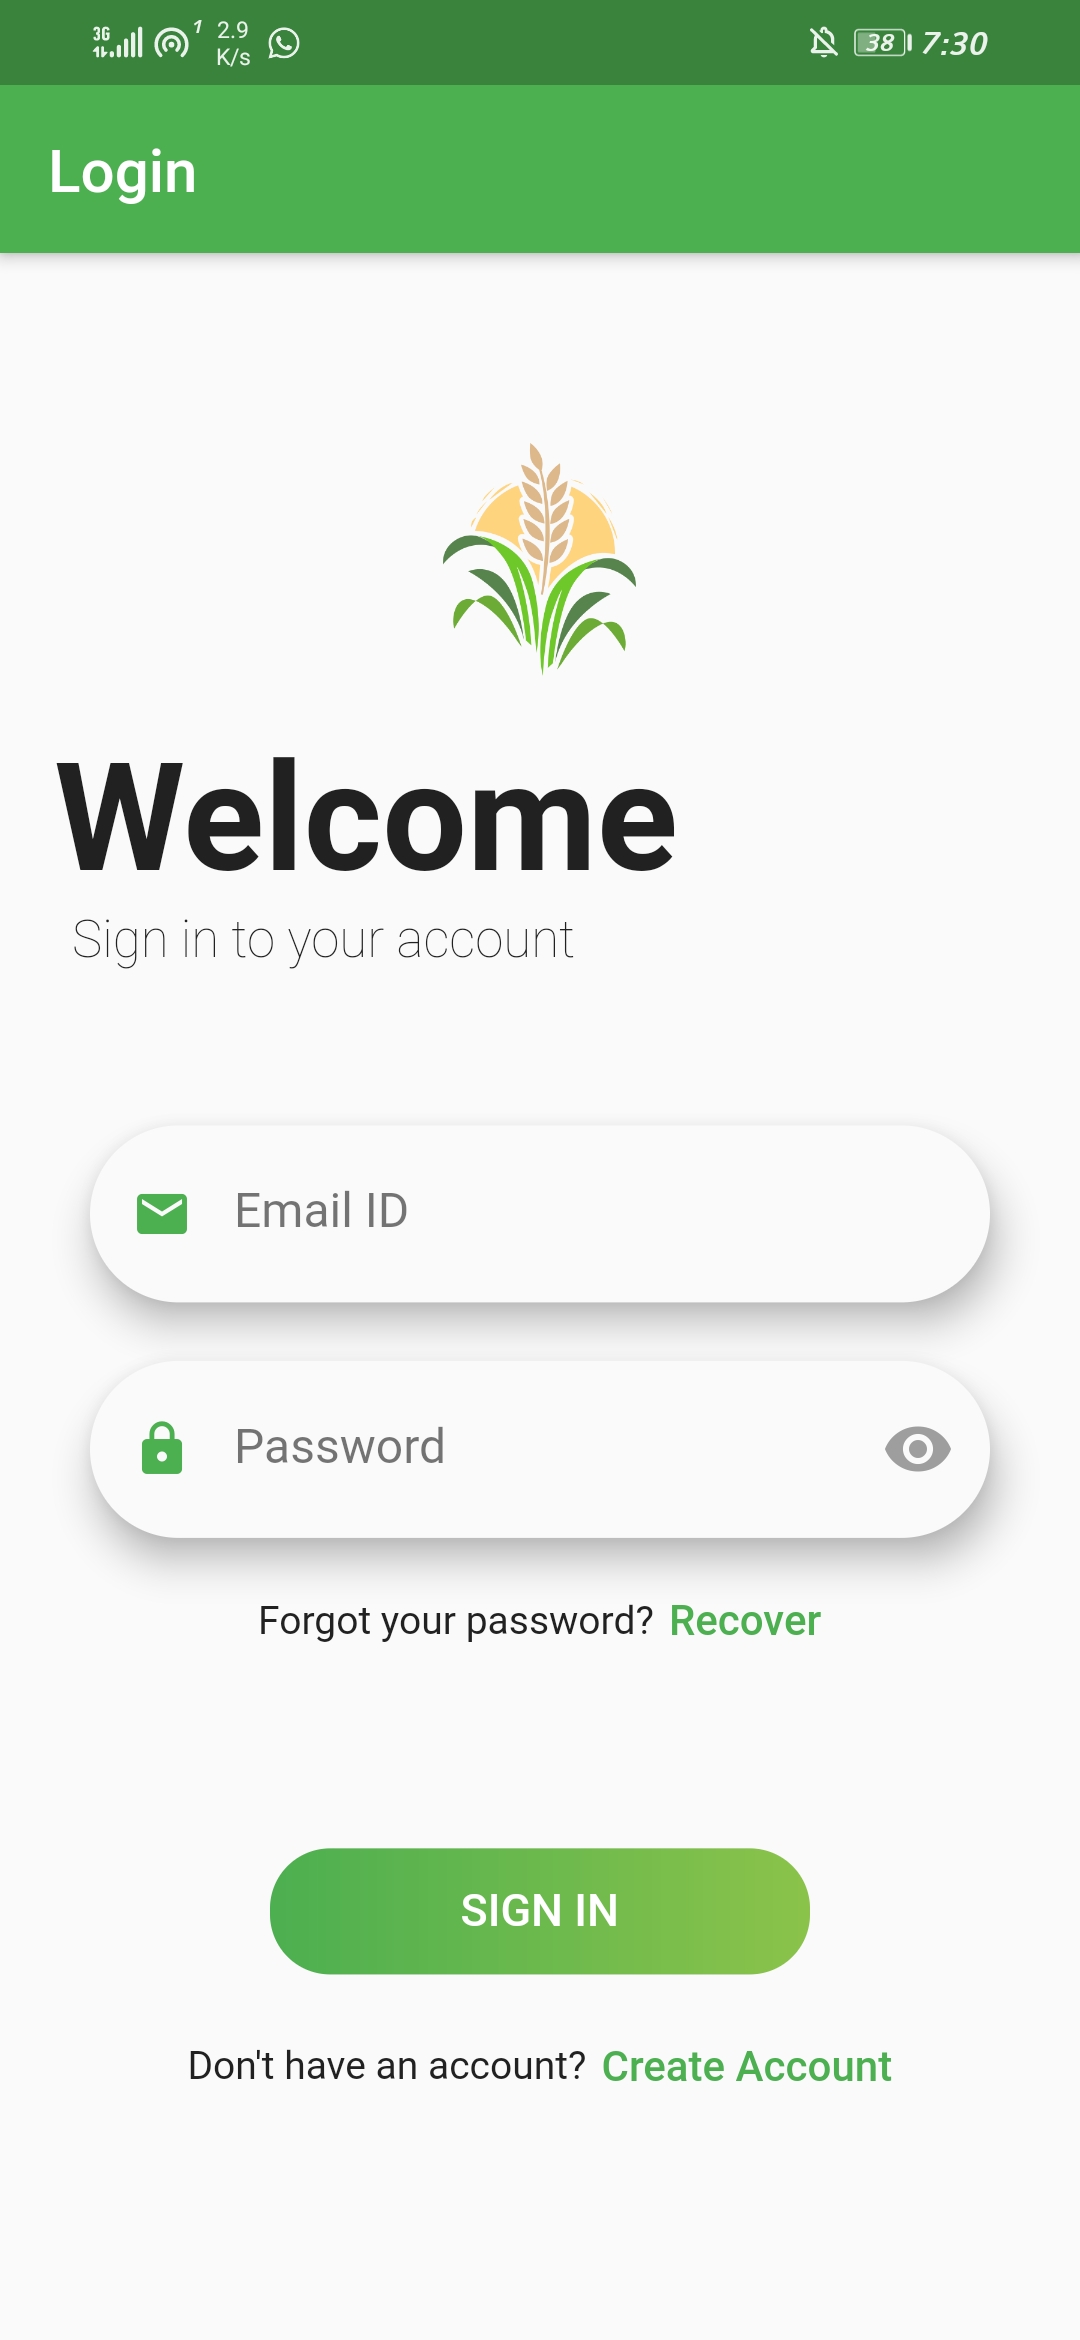 3G 1 2.9 K/s 38 7:30
Login
Welcome
Sign in to your account
Email ID
Password
Forgot your password? Recover
SIGN IN
Don't have an account? Create Account